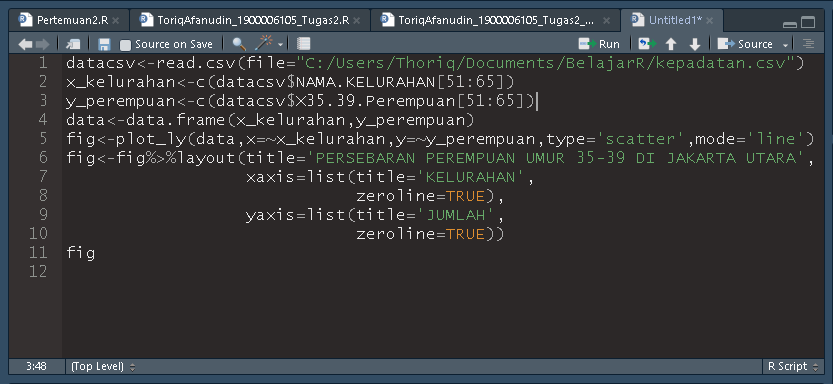 Pertemuan2.R × ToriqAfanudin_1900006105_Tugas2.R × ToriqAfanudin_1900006105_Tugas2_... × Untitled1* ×
Source on Save Run Source
1 datacsv<-read.csv(file="C:/Users/Thoriq/Documents/BelajarR/kepadatan.csv")
2 x_kelurahan<-c(datacsv$NAMA.KELURAHAN[51:65])
3 y_perempuan<-c(datacsv$X35.39.Perempuan[51:65])
4 data<-data.frame(x_kelurahan,y_perempuan)
5 fig<-plot_ly(data,x=~x_kelurahan,y=~y_perempuan,type='scatter',mode='line')
6 fig<-fig%>%layout(title='PERSEBARAN PEREMPUAN UMUR 35-39 DI JAKARTA UTARA',
7 xaxis=list(title='KELURAHAN',
8 zeroline=TRUE),
9 yaxis=list(title='JUMLAH',
10 zeroline=TRUE))
11 fig
12
3:48 (Top Level) R Script